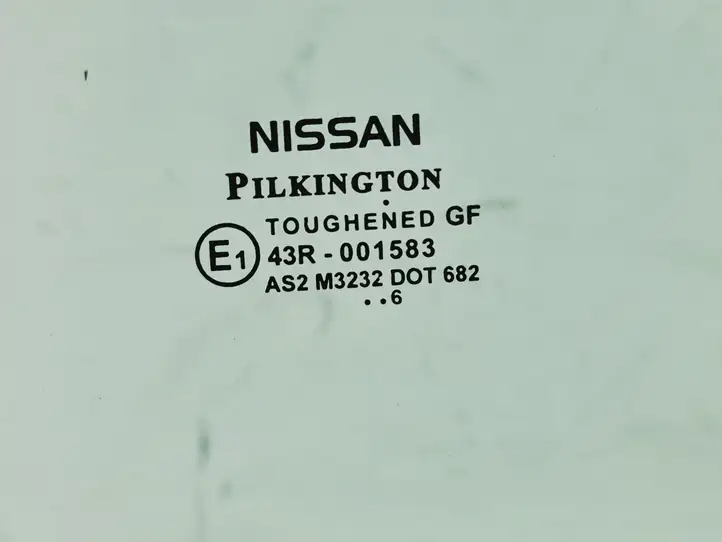 NISSAN
PILKINGTON
TOUGHENED GF
E1 43R - 001583
AS2 M3232 DOT 682
. . 6